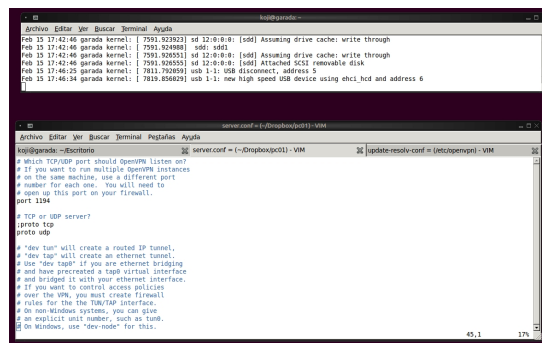 koji@garada: ~
Archivo Editar Ver Buscar Terminal Ayuda
Feb 15 17:42:46 garada kernel: [ 7591.923923] sd 12:0:0:0: [sdd] Assuming drive cache: write through
Feb 15 17:42:46 garada kernel: [ 7591.924988]  sdd: sdd1
Feb 15 17:42:46 garada kernel: [ 7591.926551] sd 12:0:0:0: [sdd] Assuming drive cache: write through
Feb 15 17:42:46 garada kernel: [ 7591.926555] sd 12:0:0:0: [sdd] Attached SCSI removable disk
Feb 15 17:46:25 garada kernel: [ 7811.792059] usb 1-1: USB disconnect, address 5
Feb 15 17:46:34 garada kernel: [ 7819.856029] usb 1-1: new high speed USB device using ehci_hcd and address 6
server.conf = (~/Dropbox/pc01) - VIM
Archivo Editar Ver Buscar Terminal Pestañas Ayuda
koji@garada: ~/Escritorio
server.conf = (~/Dropbox/pc01) - VIM
update-resolv-conf = (/etc/openvpn) - VIM
# Which TCP/UDP port should OpenVPN listen on?
# If you want to run multiple OpenVPN instances
# on the same machine, use a different port
# number for each one.  You will need to
# open up this port on your firewall.
port 1194
# TCP or UDP server?
;proto tcp
proto udp
# "dev tun" will create a routed IP tunnel,
# "dev tap" will create an ethernet tunnel.
# Use "dev tap0" if you are ethernet bridging
# and have precreated a tap0 virtual interface
# and bridged it with your ethernet interface.
# If you want to control access policies
# over the VPN, you must create firewall
# rules for the the TUN/TAP interface.
# On non-Windows systems, you can give
# an explicit unit number, such as tun0.
# On Windows, use "dev-node" for this.
45,1 17%